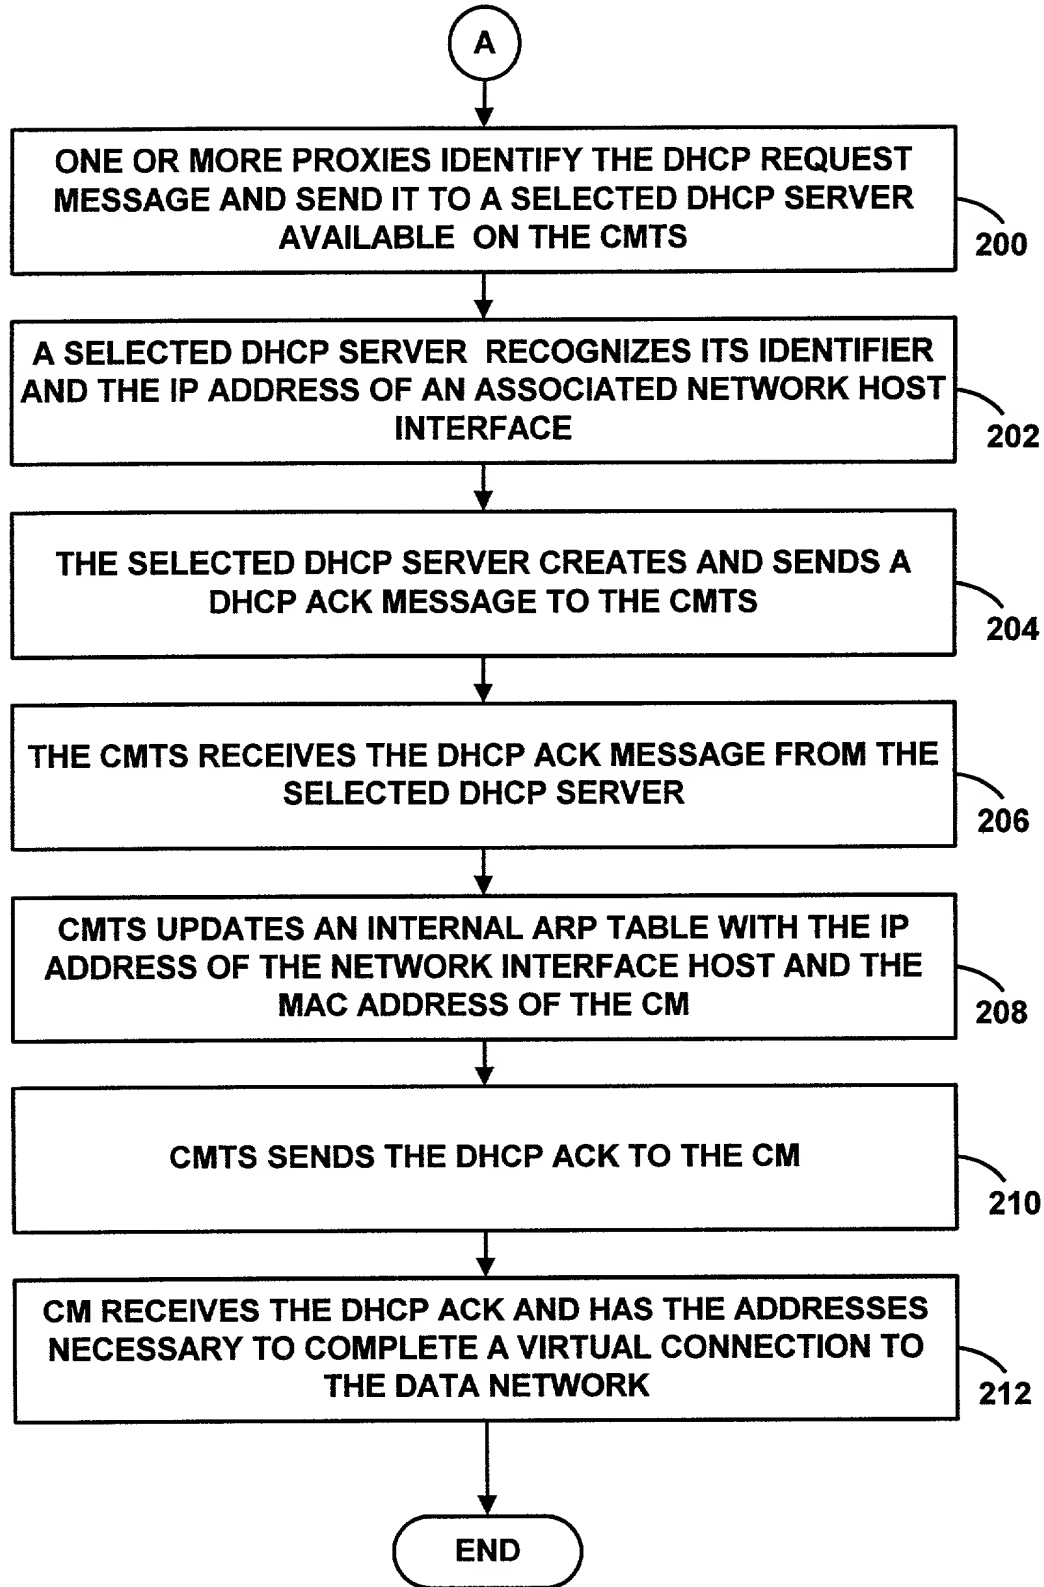 A
ONE OR MORE PROXIES IDENTIFY THE DHCP REQUEST
MESSAGE AND SEND IT TO A SELECTED DHCP SERVER
AVAILABLE ON THE CMTS
200
A SELECTED DHCP SERVER RECOGNIZES ITS IDENTIFIER
AND THE IP ADDRESS OF AN ASSOCIATED NETWORK HOST
INTERFACE
202
THE SELECTED DHCP SERVER CREATES AND SENDS A
DHCP ACK MESSAGE TO THE CMTS
204
THE CMTS RECEIVES THE DHCP ACK MESSAGE FROM THE
SELECTED DHCP SERVER
206
CMTS UPDATES AN INTERNAL ARP TABLE WITH THE IP
ADDRESS OF THE NETWORK INTERFACE HOST AND THE
MAC ADDRESS OF THE CM
208
CMTS SENDS THE DHCP ACK TO THE CM
210
CM RECEIVES THE DHCP ACK AND HAS THE ADDRESSES
NECESSARY TO COMPLETE A VIRTUAL CONNECTION TO
THE DATA NETWORK
212
END